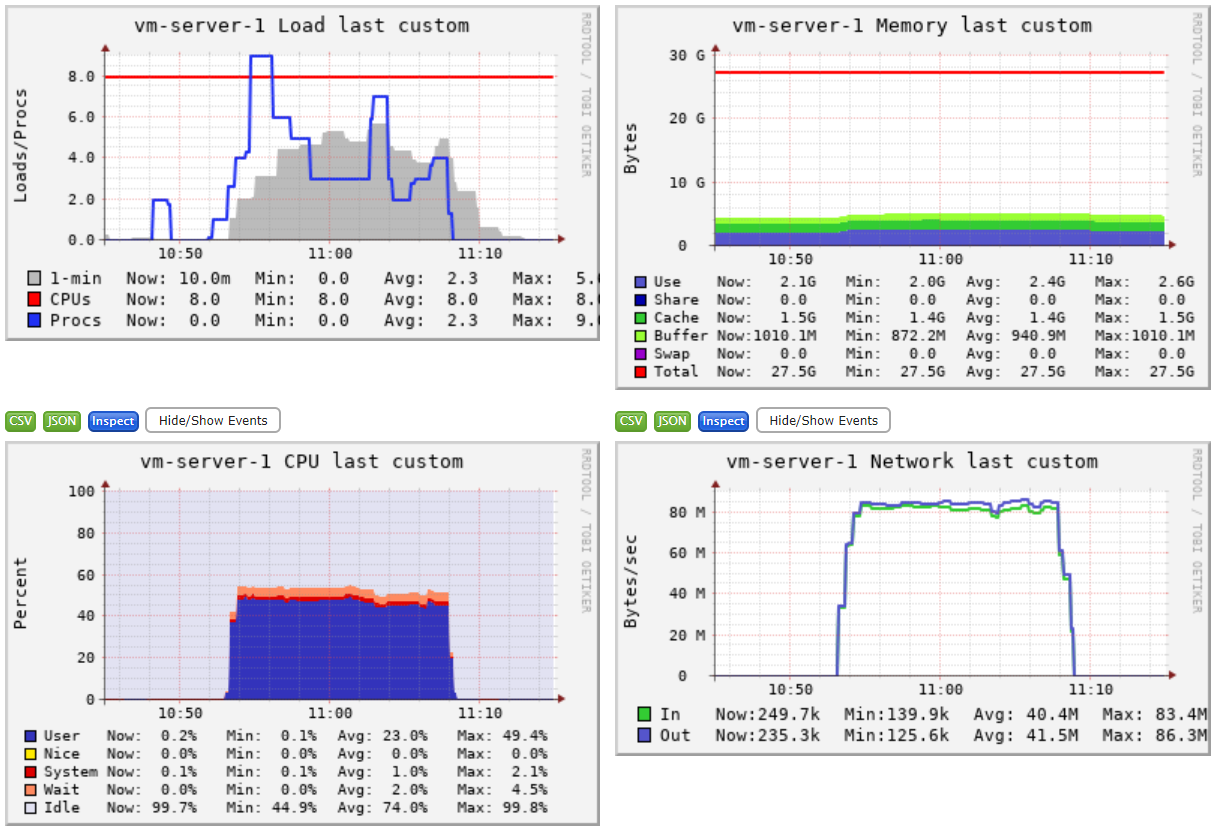 vm-server-1 Load last custom
RRDTOOL / TOBI OETIKER
Loads/Procs
8.0
6.0
4.0
2.0
0.0
10:50 11:00 11:10
1-min Now: 10.0m Min: 0.0 Avg: 2.3 Max: 5.
CPUs Now: 8.0 Min: 8.0 Avg: 8.0 Max: 8.
Procs Now: 0.0 Min: 0.0 Avg: 2.3 Max: 9.
vm-server-1 Memory last custom
RRDTOOL / TOBI OETIKER
Bytes
30 G
20 G
10 G
0
10:50 11:00 11:10
Use Now: 2.1G Min: 2.0G Avg: 2.4G Max: 2.6G
Share Now: 0.0 Min: 0.0 Avg: 0.0 Max: 0.0
Cache Now: 1.5G Min: 1.4G Avg: 1.4G Max: 1.5G
Buffer Now:1010.1M Min: 872.2M Avg: 940.9M Max:1010.1M
Swap Now: 0.0 Min: 0.0 Avg: 0.0 Max: 0.0
Total Now: 27.5G Min: 27.5G Avg: 27.5G Max: 27.5G
CSV JSON Inspect Hide/Show Events
CSV JSON Inspect Hide/Show Events
vm-server-1 CPU last custom
RRDTOOL / TOBI OETIKER
Percent
100
80
60
40
20
0
10:50 11:00 11:10
User Now: 0.2% Min: 0.1% Avg: 23.0% Max: 49.4%
Nice Now: 0.0% Min: 0.0% Avg: 0.0% Max: 0.0%
System Now: 0.1% Min: 0.1% Avg: 1.0% Max: 2.1%
Wait Now: 0.0% Min: 0.0% Avg: 2.0% Max: 4.5%
Idle Now: 99.7% Min: 44.9% Avg: 74.0% Max: 99.8%
vm-server-1 Network last custom
RRDTOOL / TOBI OETIKER
Bytes/sec
80 M
60 M
40 M
20 M
0
10:50 11:00 11:10
In Now:249.7k Min:139.9k Avg: 40.4M Max: 83.4M
Out Now:235.3k Min:125.6k Avg: 41.5M Max: 86.3M